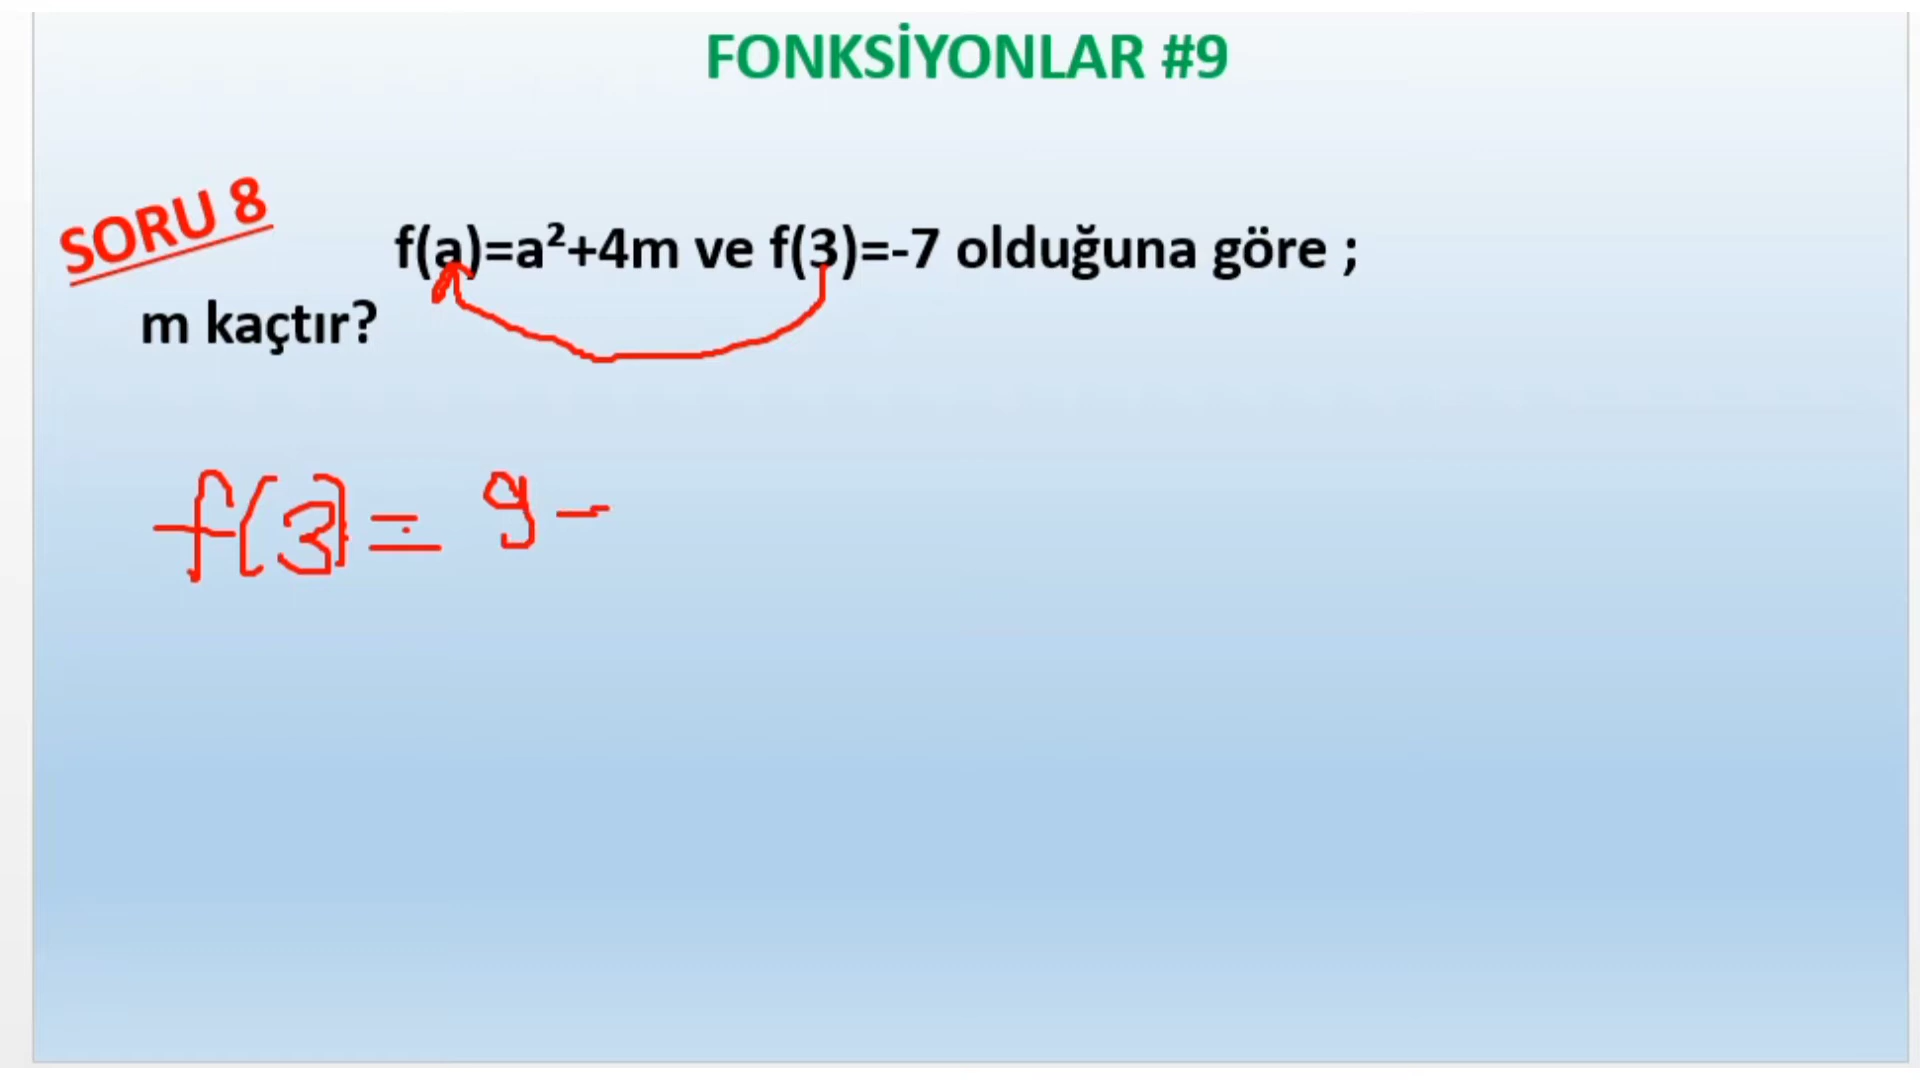 FONKSİYONLAR #9
SORU 8
f(a)=a²+4m ve f(3)=-7 olduğuna göre ;
m kaçtır?
f(3)= 9 -